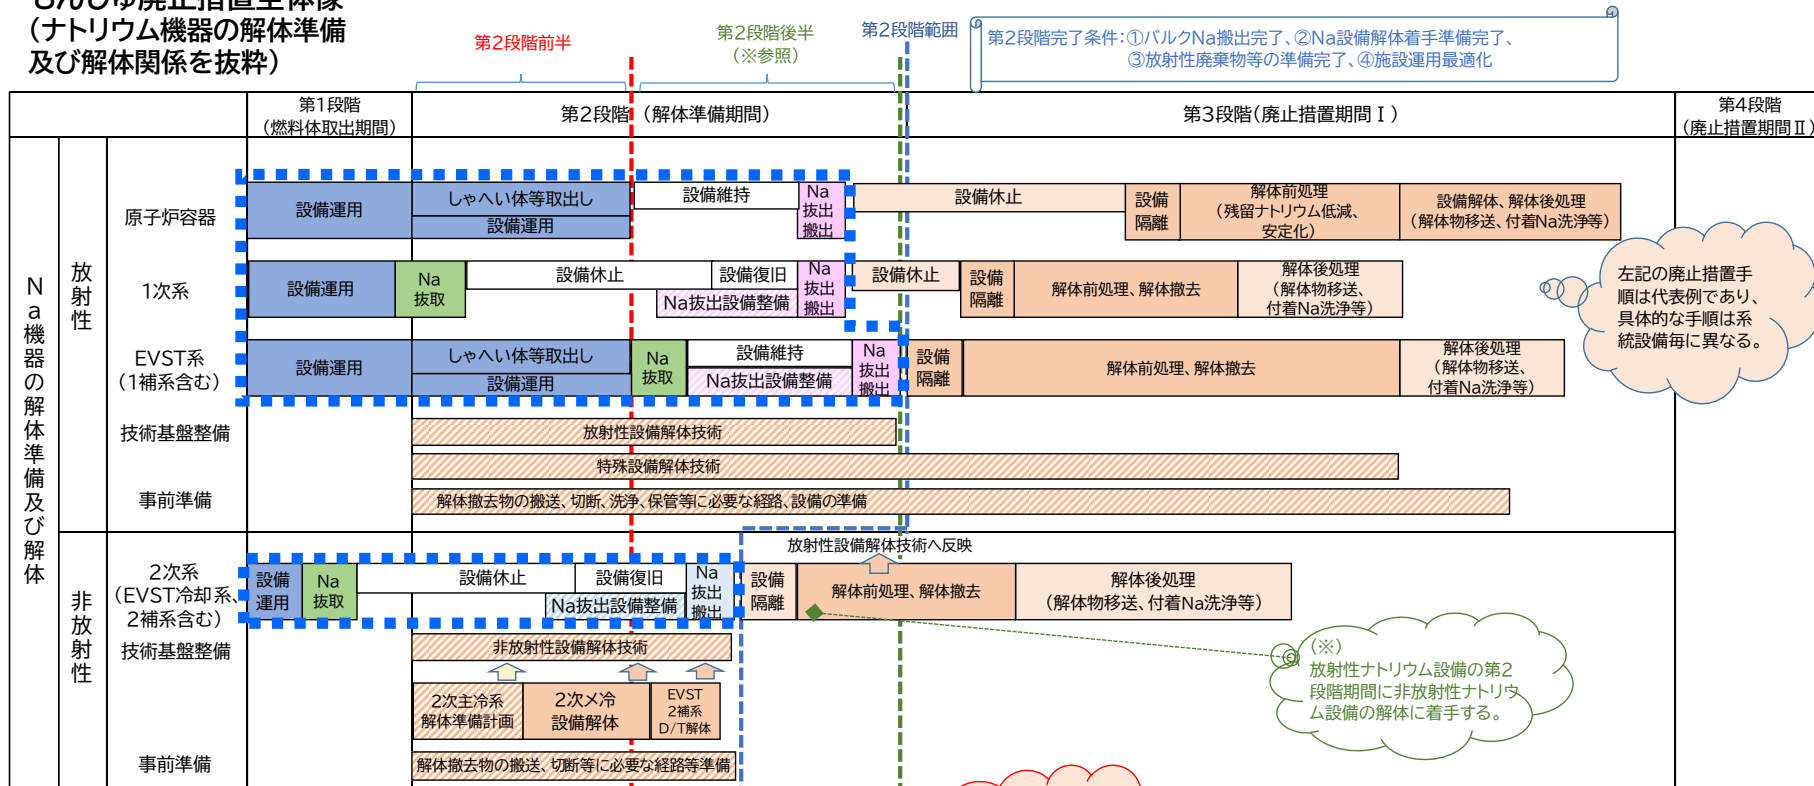 もんじゅ廃止措置全体像
(ナトリウム機器の解体準備
及び解体関係を抜粋)
第2段階前半
第2段階後半
(※参照)
第2段階範囲
第2段階完了条件:①バルクNa搬出完了、②Na設備解体着手準備完了、
③放射性廃棄物等の準備完了、④施設運用最適化
第1段階
(燃料体取出期間)
第2段階 (解体準備期間)
第3段階(廃止措置期間Ⅰ)
第4段階
(廃止措置期間Ⅱ)
Na機器の解体準備及び解体
放射性
原子炉容器
設備運用
しゃへい体等取出し
設備運用
設備維持
Na
抜出
搬出
設備休止
設備
隔離
解体前処理
(残留ナトリウム低減、
安定化)
設備解体、解体後処理
(解体物移送、付着Na洗浄等)
1次系
設備運用
Na
抜取
設備休止
設備復旧
Na抜出設備整備
Na
抜出
搬出
設備休止
設備
隔離
解体前処理、解体撤去
解体後処理
(解体物移送、
付着Na洗浄等)
左記の廃止措置手
順は代表例であり、
具体的な手順は系
統設備毎に異なる。
EVST系
(1補系含む)
設備運用
しゃへい体等取出し
設備運用
Na
抜取
設備維持
Na抜出設備整備
Na
抜出
搬出
設備
隔離
解体前処理、解体撤去
解体後処理
(解体物移送、
付着Na洗浄等)
技術基盤整備
放射性設備解体技術
特殊設備解体技術
事前準備
解体撤去物の搬送、切断、洗浄、保管等に必要な経路、設備の準備
非放射性
放射性設備解体技術へ反映
2次系
(EVST冷却系、
2補系含む)
設備
運用
Na
抜取
設備休止
設備復旧
Na抜出設備整備
Na
抜出
搬出
設備
隔離
解体前処理、解体撤去
解体後処理
(解体物移送、付着Na洗浄等)
技術基盤整備
非放射性設備解体技術
2次主冷系
解体準備計画
2次メ冷
設備解体
EVST
2補系
D/T解体
(※)
放射性ナトリウム設備の第2
段階期間に非放射性ナトリウ
ム設備の解体に着手する。
事前準備
解体撤去物の搬送、切断等に必要な経路等準備